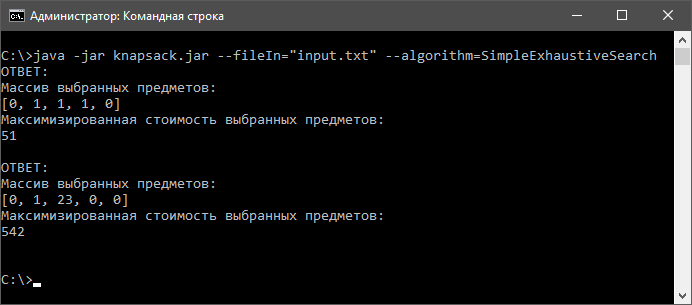 Администратор: Командная строка
C:\>java -jar knapsack.jar --fileIn="input.txt" --algorithm=SimpleExhaustiveSearch
ОТВЕТ:
Массив выбранных предметов:
[0, 1, 1, 1, 0]
Максимизированная стоимость выбранных предметов:
51
ОТВЕТ:
Массив выбранных предметов:
[0, 1, 23, 0, 0]
Максимизированная стоимость выбранных предметов:
542
C:\>